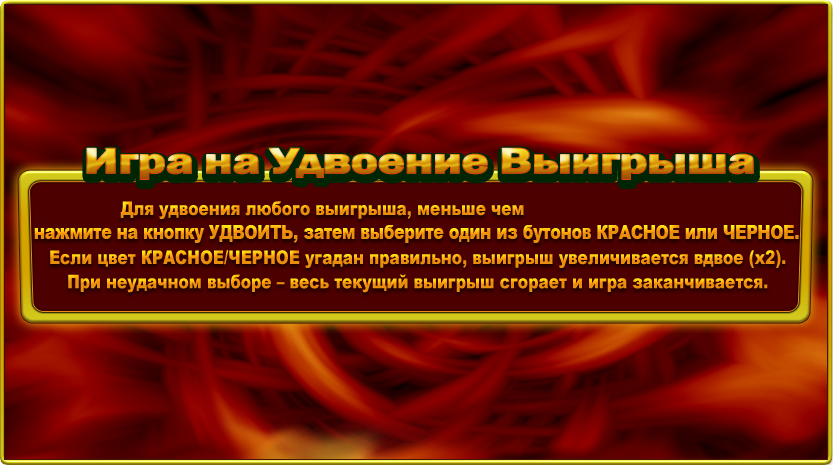 Игра на Удвоение Выигрыша
Для удвоения любого выигрыша, меньше чем
нажмите на кнопку УДВОИТЬ, затем выберите один из бутонов КРАСНОЕ или ЧЕРНОЕ.
Если цвет КРАСНОЕ/ЧЕРНОЕ угадан правильно, выигрыш увеличивается вдвое (x2).
При неудачном выборе – весь текущий выигрыш сгорает и игра заканчивается.